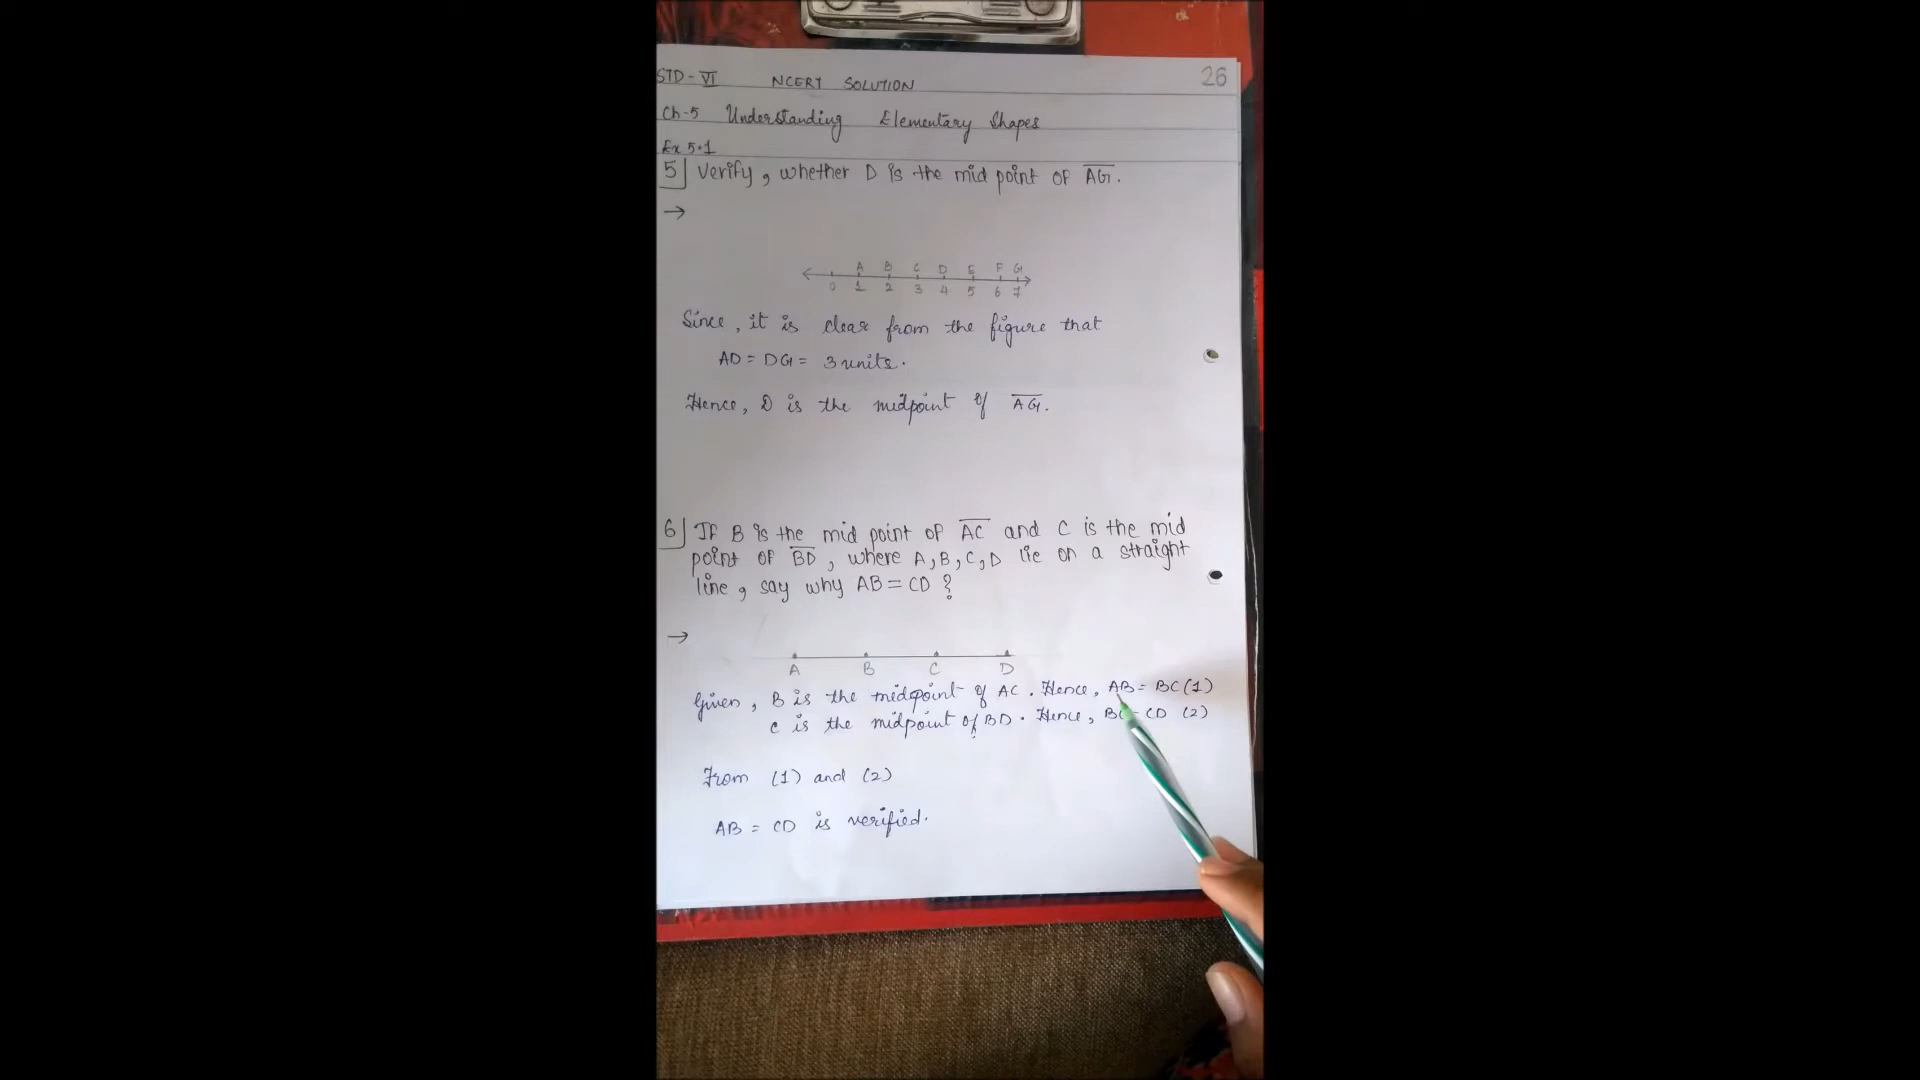 STD-VI NCERT SOLUTION 26
Ch-5 Understanding Elementary Shapes
Ex 5.1
5 Verify, whether D is the mid point of A̅G̅.
→
A B C D E F G
0 1 2 3 4 5 6 7
Since, it is clear from the figure that
AD = DG = 3 units.
Hence, D is the midpoint of A̅G̅.
6 If B is the mid point of A̅C̅ and C is the mid
point of B̅D̅, where A,B,C,D lie on a straight
line, say why AB = CD?
→
A B C D
Given, B is the midpoint of AC. Hence, AB = BC (1)
C is the midpoint of BD. Hence, BC = CD (2)
From (1) and (2)
AB = CD is verified.